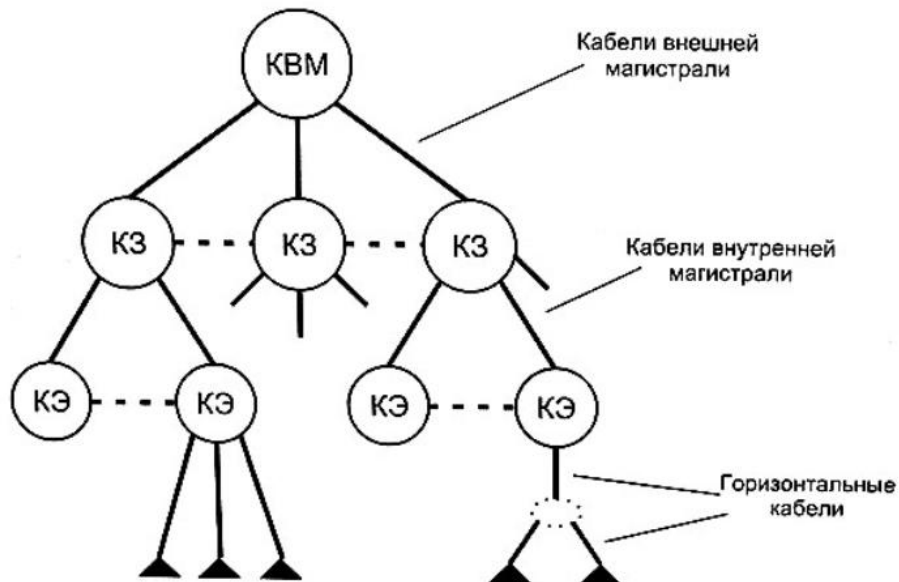 КВМ
Кабели внешней
магистрали
КЗ
КЗ
КЗ
Кабели внутренней
магистрали
КЭ
КЭ
КЭ
КЭ
Горизонтальные
кабели